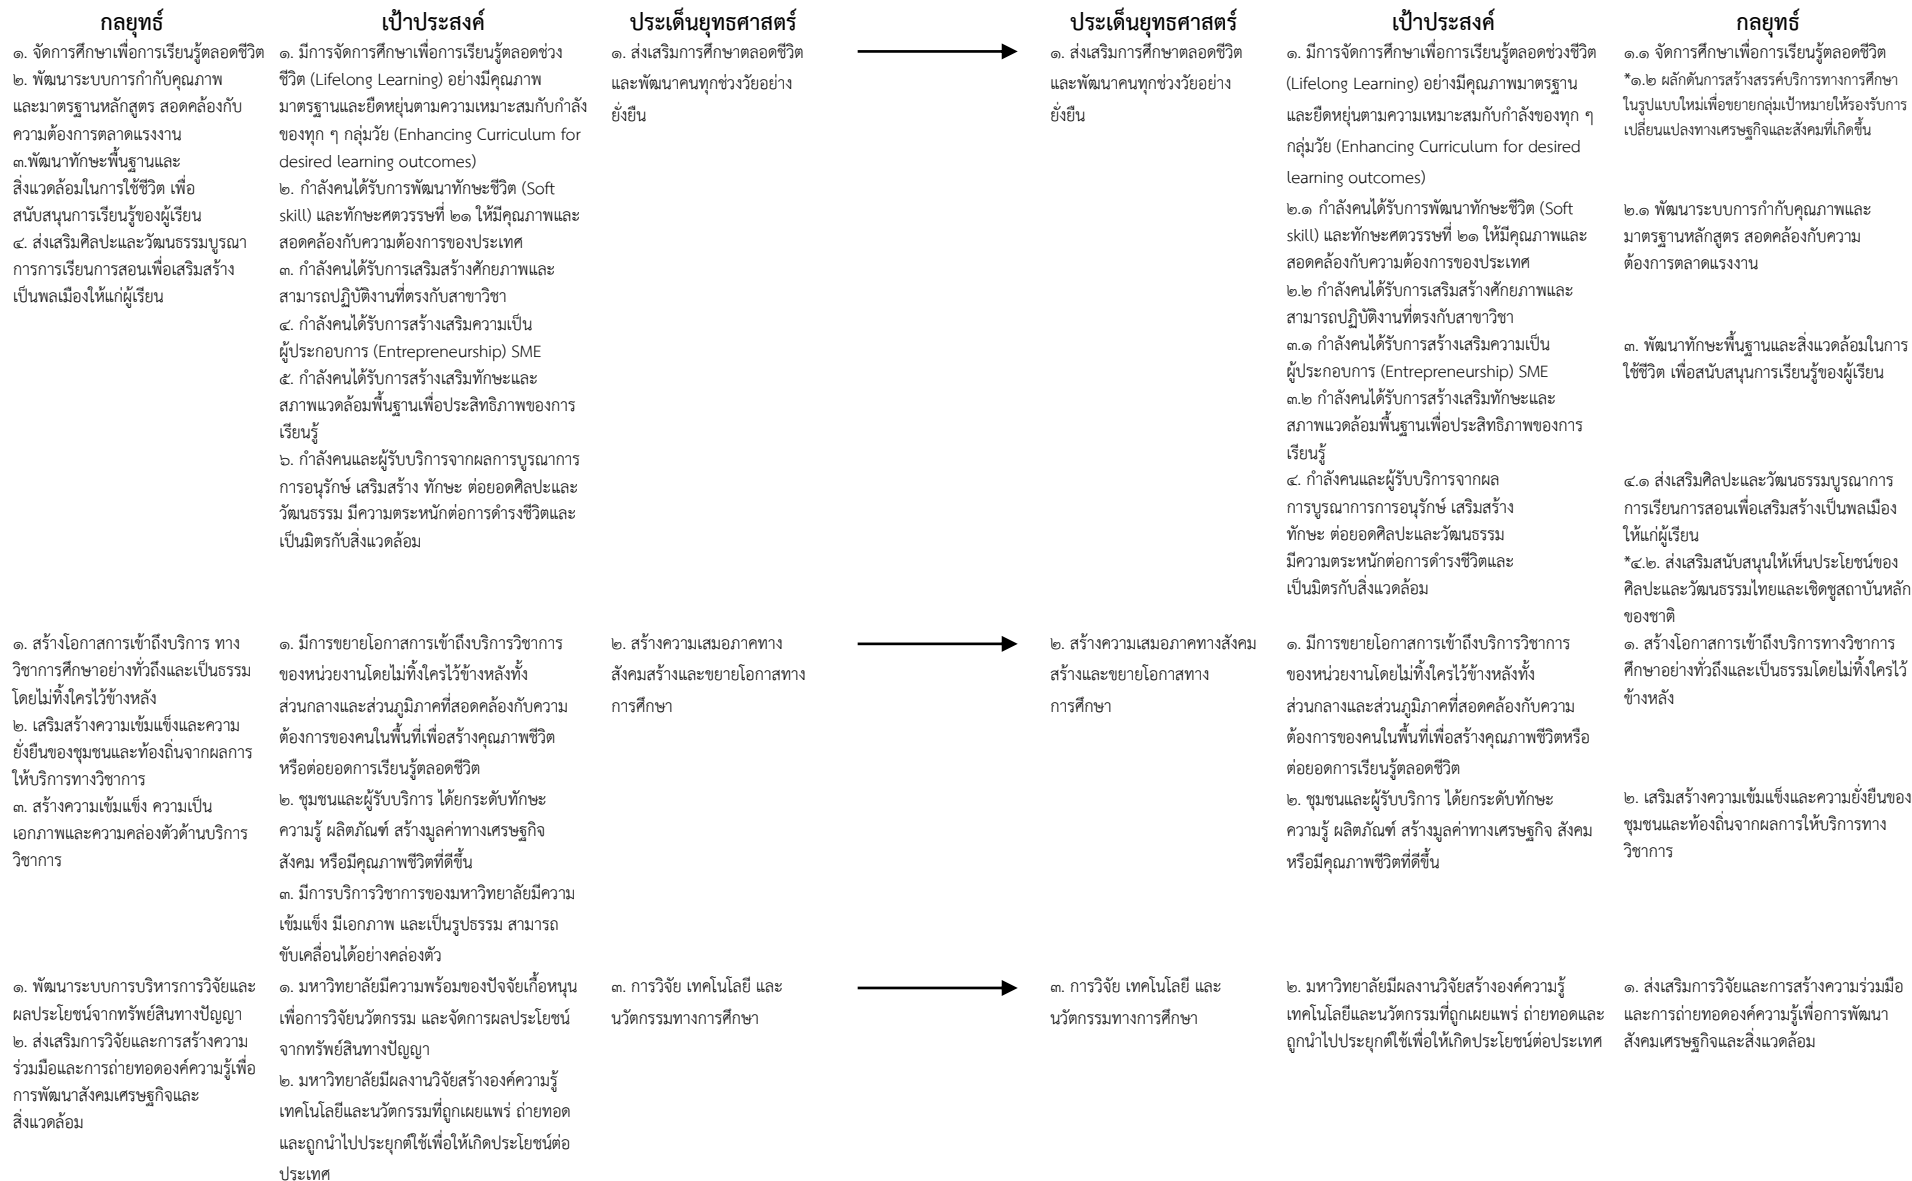 กลยุทธ์
๑. จัดการศึกษาเพื่อการเรียนรู้ตลอดชีวิต
๒. พัฒนาระบบการกำกับคุณภาพ
และมาตรฐานหลักสูตร สอดคล้องกับ
ความต้องการตลาดแรงงาน
๓.พัฒนาทักษะพื้นฐานและ
สิ่งแวดล้อมในการใช้ชีวิต เพื่อ
สนับสนุนการเรียนรู้ของผู้เรียน
๔. ส่งเสริมศิลปะและวัฒนธรรมบูรณา
การการเรียนการสอนเพื่อเสริมสร้าง
เป็นพลเมืองให้แก่ผู้เรียน
เป้าประสงค์
๑. มีการจัดการศึกษาเพื่อการเรียนรู้ตลอดช่วง
ชีวิต (Lifelong Learning) อย่างมีคุณภาพ
มาตรฐานและยืดหยุ่นตามความเหมาะสมกับกำลัง
ของทุก ๆ กลุ่มวัย (Enhancing Curriculum for
desired learning outcomes)
๒. กำลังคนได้รับการพัฒนาทักษะชีวิต (Soft
skill) และทักษะศตวรรษที่ ๒๑ ให้มีคุณภาพและ
สอดคล้องกับความต้องการของประเทศ
๓. กำลังคนได้รับการเสริมสร้างศักยภาพและ
สามารถปฏิบัติงานที่ตรงกับสาขาวิชา
๔. กำลังคนได้รับการสร้างเสริมความเป็น
ผู้ประกอบการ (Entrepreneurship) SME
๕. กำลังคนได้รับการสร้างเสริมทักษะและ
สภาพแวดล้อมพื้นฐานเพื่อประสิทธิภาพของการ
เรียนรู้
๖. กำลังคนและผู้รับบริการจากผลการบูรณาการ
การอนุรักษ์ เสริมสร้าง ทักษะ ต่อยอดศิลปะและ
วัฒนธรรม มีความตระหนักต่อการดำรงชีวิตและ
เป็นมิตรกับสิ่งแวดล้อม
ประเด็นยุทธศาสตร์
๑. ส่งเสริมการศึกษาตลอดชีวิต
และพัฒนาคนทุกช่วงวัยอย่าง
ยั่งยืน
ประเด็นยุทธศาสตร์
๑. ส่งเสริมการศึกษาตลอดชีวิต
และพัฒนาคนทุกช่วงวัยอย่าง
ยั่งยืน
เป้าประสงค์
๑. มีการจัดการศึกษาเพื่อการเรียนรู้ตลอดช่วงชีวิต
(Lifelong Learning) อย่างมีคุณภาพมาตรฐาน
และยืดหยุ่นตามความเหมาะสมกับกำลังของทุก ๆ
กลุ่มวัย (Enhancing Curriculum for desired
learning outcomes)
๒.๑ กำลังคนได้รับการพัฒนาทักษะชีวิต (Soft
skill) และทักษะศตวรรษที่ ๒๑ ให้มีคุณภาพและ
สอดคล้องกับความต้องการของประเทศ
๒.๒ กำลังคนได้รับการเสริมสร้างศักยภาพและ
สามารถปฏิบัติงานที่ตรงกับสาขาวิชา
๓.๑ กำลังคนได้รับการสร้างเสริมความเป็น
ผู้ประกอบการ (Entrepreneurship) SME
๓.๒ กำลังคนได้รับการสร้างเสริมทักษะและ
สภาพแวดล้อมพื้นฐานเพื่อประสิทธิภาพของการ
เรียนรู้
๔. กำลังคนและผู้รับบริการจากผล
การบูรณาการการอนุรักษ์ เสริมสร้าง
ทักษะ ต่อยอดศิลปะและวัฒนธรรม
มีความตระหนักต่อการดำรงชีวิตและ
เป็นมิตรกับสิ่งแวดล้อม
กลยุทธ์
๑.๑ จัดการศึกษาเพื่อการเรียนรู้ตลอดชีวิต
*๑.๒ ผลักดันการสร้างสรรค์บริการทางการศึกษา
ในรูปแบบใหม่เพื่อขยายกลุ่มเป้าหมายให้รองรับการ
เปลี่ยนแปลงทางเศรษฐกิจและสังคมที่เกิดขึ้น
๒.๑ พัฒนาระบบการกำกับคุณภาพและ
มาตรฐานหลักสูตร สอดคล้องกับความ
ต้องการตลาดแรงงาน
๓. พัฒนาทักษะพื้นฐานและสิ่งแวดล้อมในการ
ใช้ชีวิต เพื่อสนับสนุนการเรียนรู้ของผู้เรียน
๔.๑ ส่งเสริมศิลปะและวัฒนธรรมบูรณาการ
การเรียนการสอนเพื่อเสริมสร้างเป็นพลเมือง
ให้แก่ผู้เรียน
*๔.๒. ส่งเสริมสนับสนุนให้เห็นประโยชน์ของ
ศิลปะและวัฒนธรรมไทยและเชิดชูสถาบันหลัก
ของชาติ
๑. สร้างโอกาสการเข้าถึงบริการ ทาง
วิชาการศึกษาอย่างทั่วถึงและเป็นธรรม
โดยไม่ทิ้งใครไว้ข้างหลัง
๒. เสริมสร้างความเข้มแข็งและความ
ยั่งยืนของชุมชนและท้องถิ่นจากผลการ
ให้บริการทางวิชาการ
๓. สร้างความเข้มแข็ง ความเป็น
เอกภาพและความคล่องตัวด้านบริการ
วิชาการ
๑. มีการขยายโอกาสการเข้าถึงบริการวิชาการ
ของหน่วยงานโดยไม่ทิ้งใครไว้ข้างหลังทั้ง
ส่วนกลางและส่วนภูมิภาคที่สอดคล้องกับความ
ต้องการของคนในพื้นที่เพื่อสร้างคุณภาพชีวิต
หรือต่อยอดการเรียนรู้ตลอดชีวิต
๒. ชุมชนและผู้รับบริการ ได้ยกระดับทักษะ
ความรู้ ผลิตภัณฑ์ สร้างมูลค่าทางเศรษฐกิจ
สังคม หรือมีคุณภาพชีวิตที่ดีขึ้น
๓. มีการบริการวิชาการของมหาวิทยาลัยมีความ
เข้มแข็ง มีเอกภาพ และเป็นรูปธรรม สามารถ
ขับเคลื่อนได้อย่างคล่องตัว
๒. สร้างความเสมอภาคทาง
สังคมสร้างและขยายโอกาสทาง
การศึกษา
๒. สร้างความเสมอภาคทางสังคม
สร้างและขยายโอกาสทาง
การศึกษา
๑. มีการขยายโอกาสการเข้าถึงบริการวิชาการ
ของหน่วยงานโดยไม่ทิ้งใครไว้ข้างหลังทั้ง
ส่วนกลางและส่วนภูมิภาคที่สอดคล้องกับความ
ต้องการของคนในพื้นที่เพื่อสร้างคุณภาพชีวิตหรือ
ต่อยอดการเรียนรู้ตลอดชีวิต
๒. ชุมชนและผู้รับบริการ ได้ยกระดับทักษะ
ความรู้ ผลิตภัณฑ์ สร้างมูลค่าทางเศรษฐกิจ สังคม
หรือมีคุณภาพชีวิตที่ดีขึ้น
๑. สร้างโอกาสการเข้าถึงบริการทางวิชาการ
ศึกษาอย่างทั่วถึงและเป็นธรรมโดยไม่ทิ้งใครไว้
ข้างหลัง
๒. เสริมสร้างความเข้มแข็งและความยั่งยืนของ
ชุมชนและท้องถิ่นจากผลการให้บริการทาง
วิชาการ
๑. พัฒนาระบบการบริหารการวิจัยและ
ผลประโยชน์จากทรัพย์สินทางปัญญา
๒. ส่งเสริมการวิจัยและการสร้างความ
ร่วมมือและการถ่ายทอดองค์ความรู้เพื่อ
การพัฒนาสังคมเศรษฐกิจและ
สิ่งแวดล้อม
๑. มหาวิทยาลัยมีความพร้อมของปัจจัยเกื้อหนุน
เพื่อการวิจัยนวัตกรรม และจัดการผลประโยชน์
จากทรัพย์สินทางปัญญา
๒. มหาวิทยาลัยมีผลงานวิจัยสร้างองค์ความรู้
เทคโนโลยีและนวัตกรรมที่ถูกเผยแพร่ ถ่ายทอด
และถูกนำไปประยุกต์ใช้เพื่อให้เกิดประโยชน์ต่อ
ประเทศ
๓. การวิจัย เทคโนโลยี และ
นวัตกรรมทางการศึกษา
๓. การวิจัย เทคโนโลยี และ
นวัตกรรมทางการศึกษา
๒. มหาวิทยาลัยมีผลงานวิจัยสร้างองค์ความรู้
เทคโนโลยีและนวัตกรรมที่ถูกเผยแพร่ ถ่ายทอดและ
ถูกนำไปประยุกต์ใช้เพื่อให้เกิดประโยชน์ต่อประเทศ
๑. ส่งเสริมการวิจัยและการสร้างความร่วมมือ
และการถ่ายทอดองค์ความรู้เพื่อการพัฒนา
สังคมเศรษฐกิจและสิ่งแวดล้อม